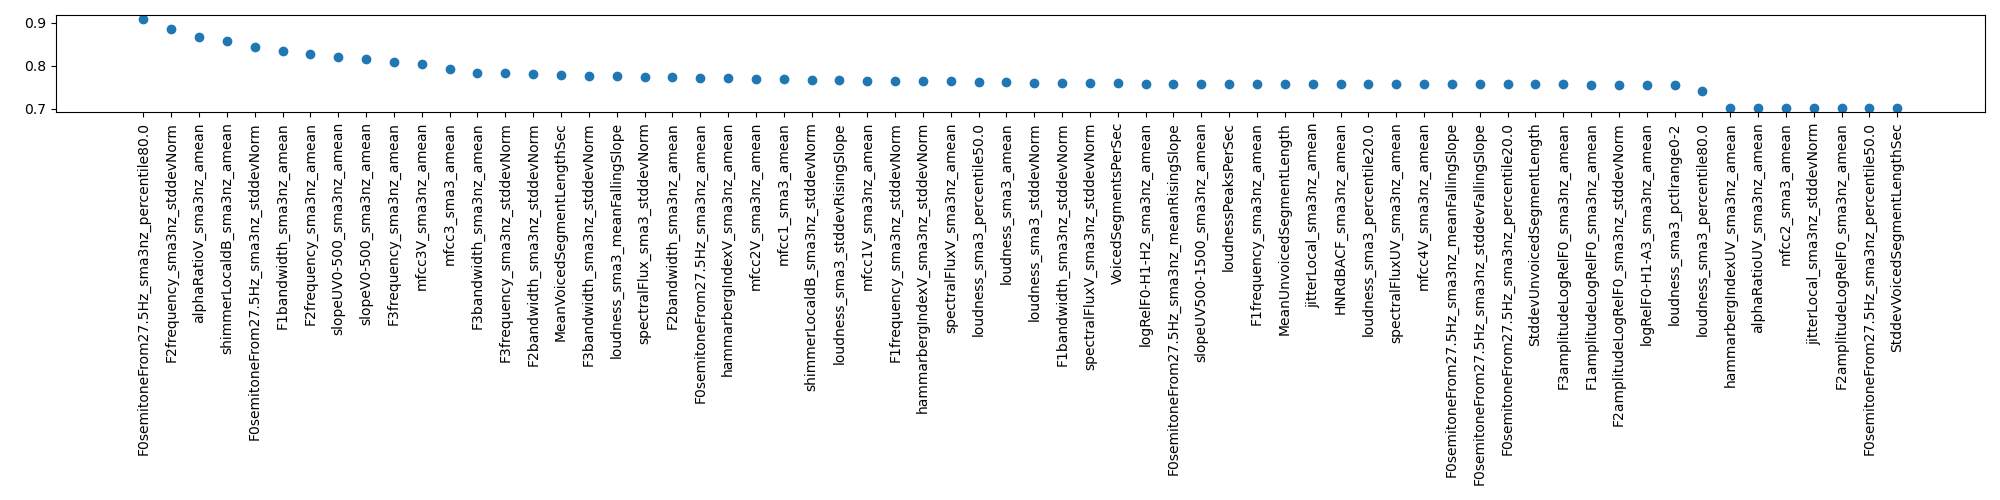 0.9
0.8
0.7
F0semitoneFrom27.5Hz_sma3nz_percentile80.0
F2frequency_sma3nz_stddevNorm
alphaRatioV_sma3nz_amean
shimmerLocaldB_sma3nz_amean
F0semitoneFrom27.5Hz_sma3nz_stddevNorm
F1bandwidth_sma3nz_amean
F2frequency_sma3nz_amean
slopeUV0-500_sma3nz_amean
slopeV0-500_sma3nz_amean
F3frequency_sma3nz_amean
mfcc3V_sma3nz_amean
mfcc3_sma3_amean
F3bandwidth_sma3nz_amean
F3frequency_sma3nz_stddevNorm
F2bandwidth_sma3nz_stddevNorm
MeanVoicedSegmentLengthSec
F3bandwidth_sma3nz_stddevNorm
loudness_sma3_meanFallingSlope
spectralFlux_sma3_stddevNorm
F2bandwidth_sma3nz_amean
F0semitoneFrom27.5Hz_sma3nz_amean
hammarbergIndexV_sma3nz_amean
mfcc2V_sma3nz_amean
mfcc1_sma3_amean
shimmerLocaldB_sma3nz_stddevNorm
loudness_sma3_stddevRisingSlope
mfcc1V_sma3nz_amean
F1frequency_sma3nz_stddevNorm
hammarbergIndexV_sma3nz_stddevNorm
spectralFluxV_sma3nz_amean
loudness_sma3_percentile50.0
loudness_sma3_amean
loudness_sma3_stddevNorm
F1bandwidth_sma3nz_stddevNorm
spectralFluxV_sma3nz_stddevNorm
VoicedSegmentsPerSec
logRelF0-H1-H2_sma3nz_amean
F0semitoneFrom27.5Hz_sma3nz_meanRisingSlope
slopeUV500-1500_sma3nz_amean
loudnessPeaksPerSec
F1frequency_sma3nz_amean
MeanUnvoicedSegmentLength
jitterLocal_sma3nz_amean
HNRdBACF_sma3nz_amean
loudness_sma3_percentile20.0
spectralFluxUV_sma3nz_amean
mfcc4V_sma3nz_amean
F0semitoneFrom27.5Hz_sma3nz_meanFallingSlope
F0semitoneFrom27.5Hz_sma3nz_stddevFallingSlope
F0semitoneFrom27.5Hz_sma3nz_percentile20.0
StddevUnvoicedSegmentLength
F3amplitudeLogRelF0_sma3nz_amean
F1amplitudeLogRelF0_sma3nz_amean
F2amplitudeLogRelF0_sma3nz_stddevNorm
logRelF0-H1-A3_sma3nz_amean
loudness_sma3_pctlrange0-2
loudness_sma3_percentile80.0
hammarbergIndexUV_sma3nz_amean
alphaRatioUV_sma3nz_amean
mfcc2_sma3_amean
jitterLocal_sma3nz_stddevNorm
F2amplitudeLogRelF0_sma3nz_amean
F0semitoneFrom27.5Hz_sma3nz_percentile50.0
StddevVoicedSegmentLengthSec